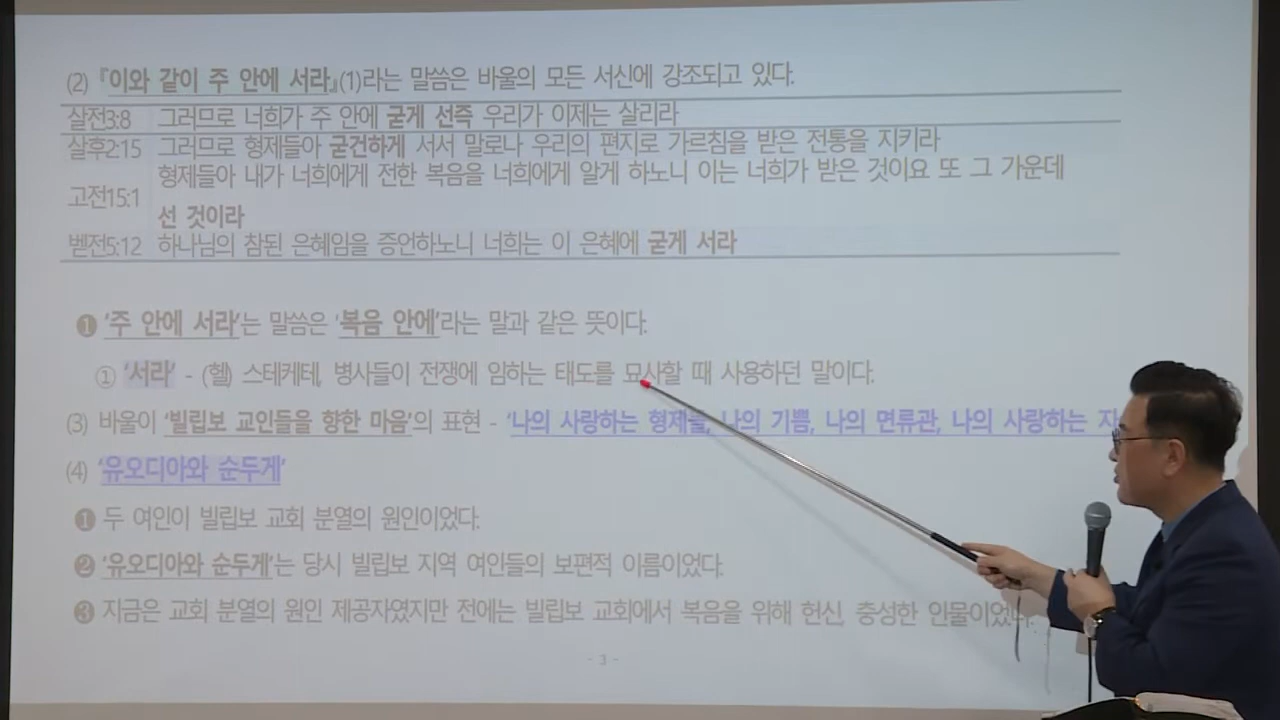 (2) 『이와 같이 주 안에 서라』(1)라는 말씀은 바울의 모든 서신에 강조되고 있다.
살전3:8 그러므로 너희가 주 안에 굳게 선즉 우리가 이제는 살리라
살후2:15 그러므로 형제들아 굳건하게 서서 말로나 우리의 편지로 가르침을 받은 전통을 지키라
고전15:1 형제들아 내가 너희에게 전한 복음을 너희에게 알게 하노니 이는 너희가 받은 것이요 또 그 가운데
선 것이라
벧전5:12 하나님의 참된 은혜임을 증언하노니 너희는 이 은혜에 굳게 서라
❶ '주 안에 서라'는 말씀은 '복음 안에'라는 말과 같은 뜻이다.
① '서라' - (헬) 스테케테, 병사들이 전쟁에 임하는 태도를 묘사할 때 사용하던 말이다.
(3) 바울이 '빌립보 교인들을 향한 마음'의 표현 - '나의 사랑하는 형제들, 나의 기쁨, 나의 면류관, 나의 사랑하는
(4) '유오디아와 순두게'
❶ 두 여인이 빌립보 교회 분열의 원인이었다.
❷ '유오디아와 순두게'는 당시 빌립보 지역 여인들의 보편적 이름이었다.
❸ 지금은 교회 분열의 원인 제공자였지만 전에는 빌립보 교회에서 복음을 위해 헌신, 충성한 인물이었다.
- 3 -